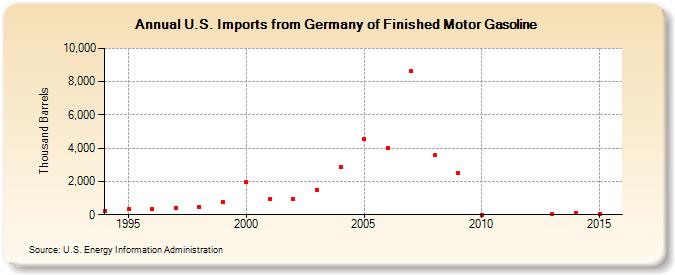 Annual U.S. Imports from Germany of Finished Motor Gasoline
Thousand Barrels
10,000
8,000
6,000
4,000
2,000
0
1995 2000 2005 2010 2015
Source: U.S. Energy Information Administration